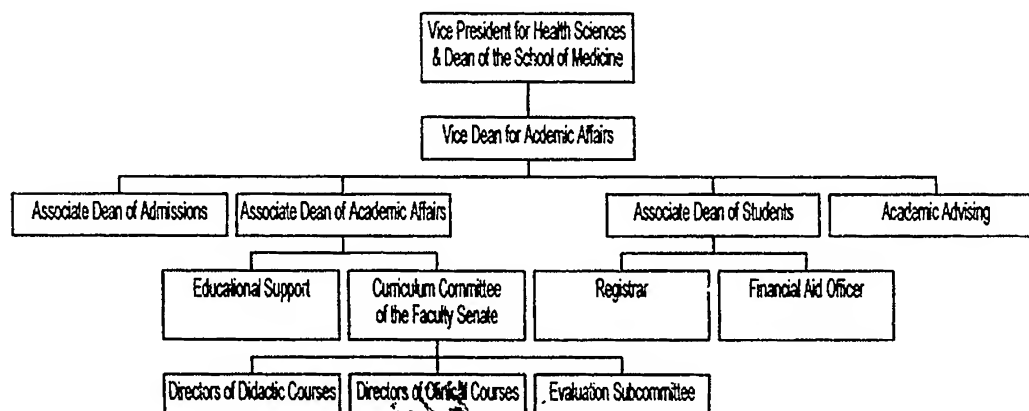 Vice President for Health Sciences
& Dean of the School of Medicine
Vice Dean for Acdemic Affairs
Associate Dean of Admissions
Associate Dean of Academic Affairs
Associate Dean of Students
Academic Advising
Educational Support
Curriculum Committee
of the Faculty Senate
Registrar
Financial Aid Officer
Directors of Didactic Courses
Directors of Clinical Courses
Evaluation Subcommittee